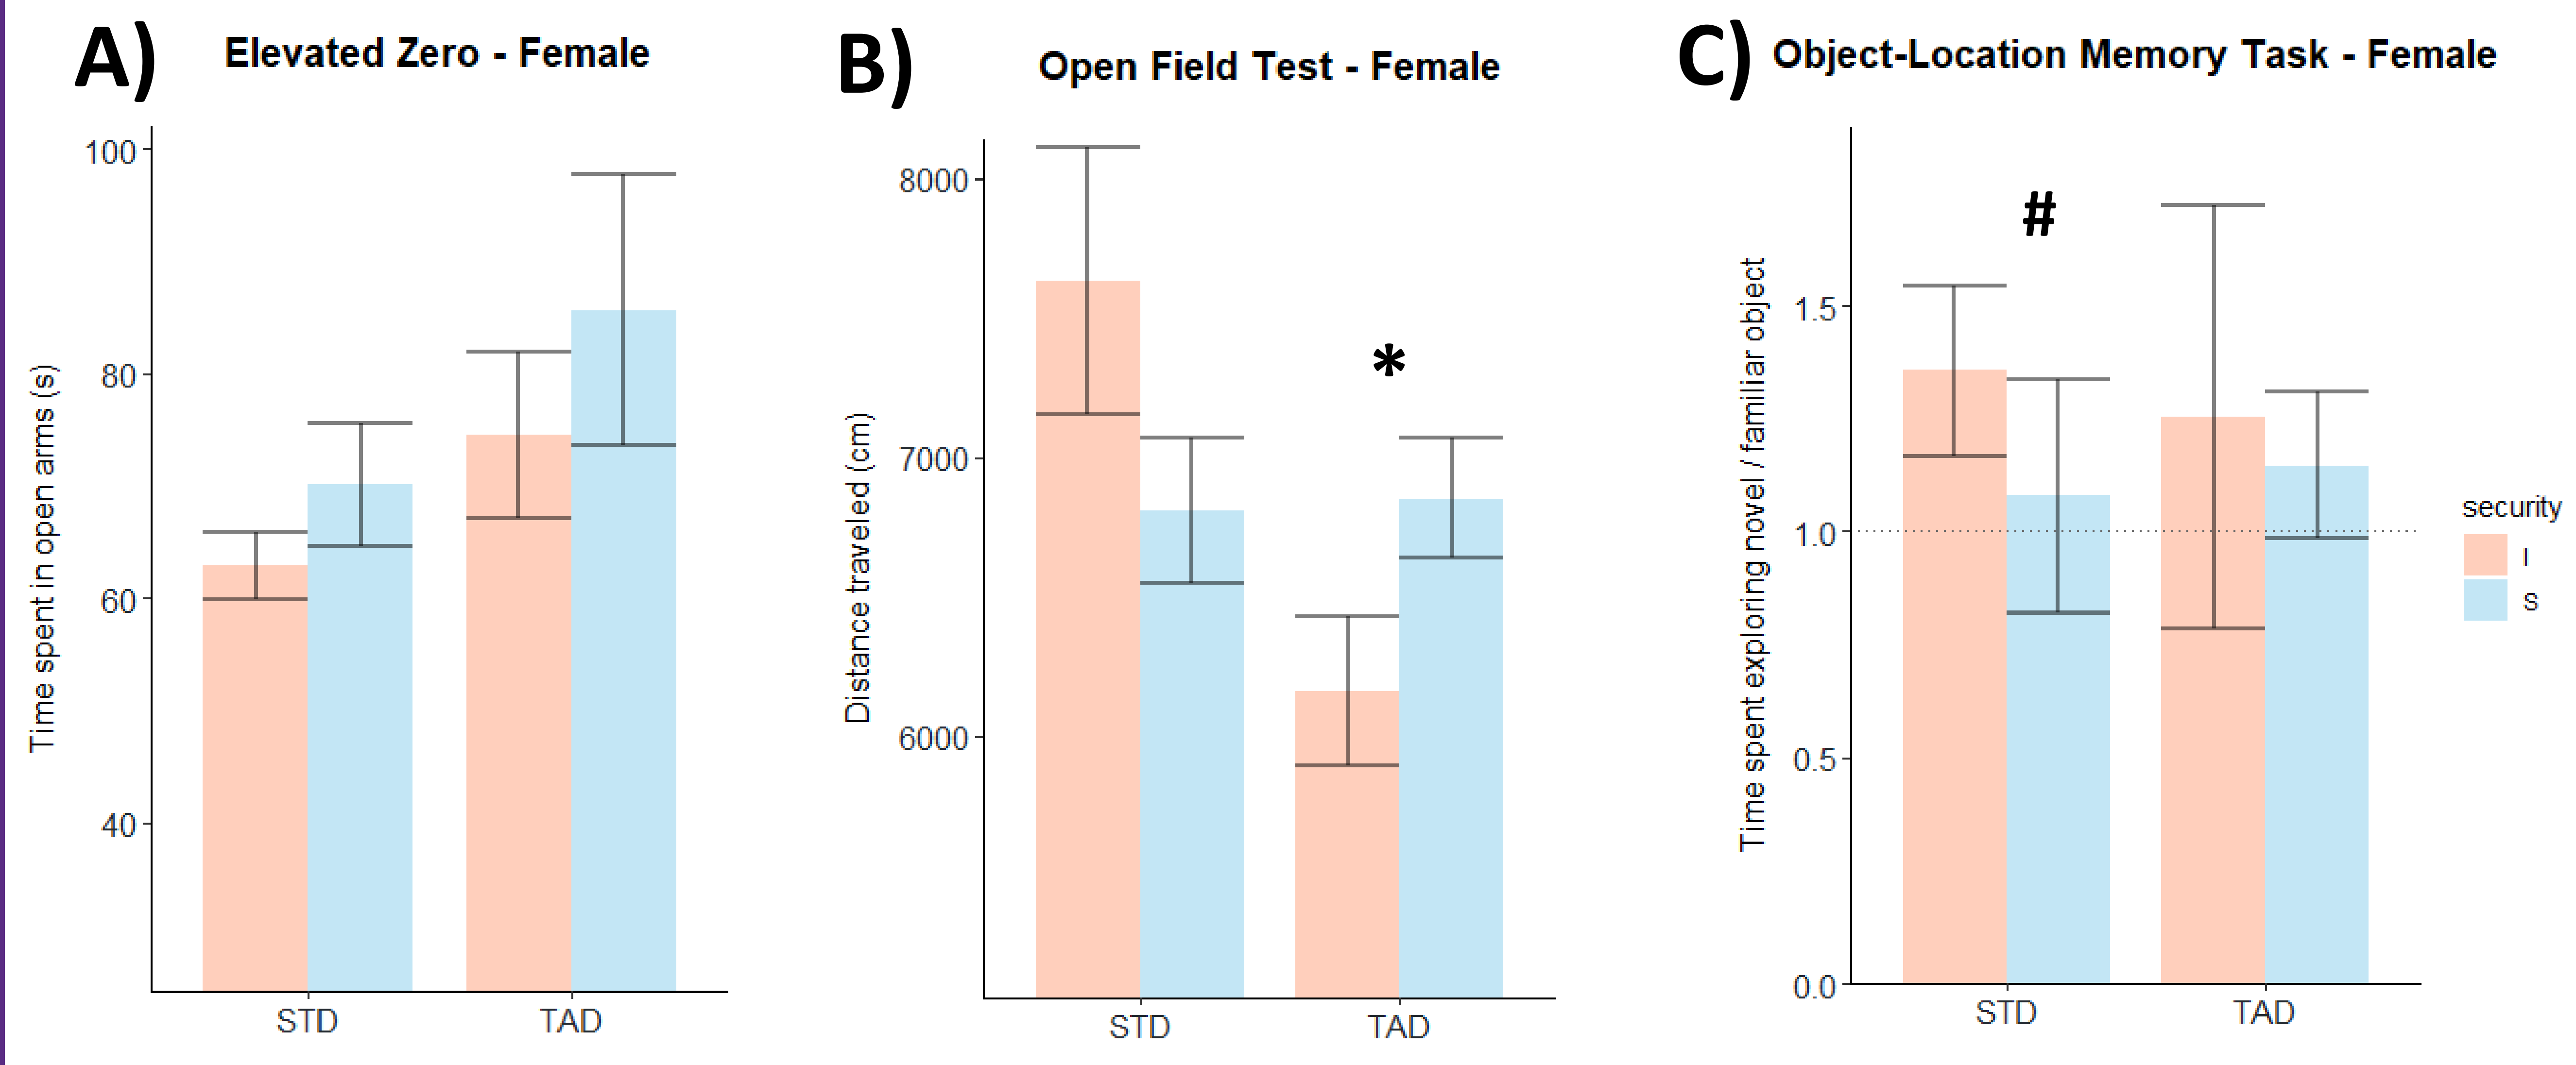 A)
Elevated Zero - Female
Time spent in open arms (s)
100
80
60
40
STD
TAD
B)
Open Field Test - Female
Distance traveled (cm)
8000
7000
6000
*
STD
TAD
C)
Object-Location Memory Task - Female
Time spent exploring novel / familiar object
1.5
1.0
0.5
0.0
#
STD
TAD
security
I
S